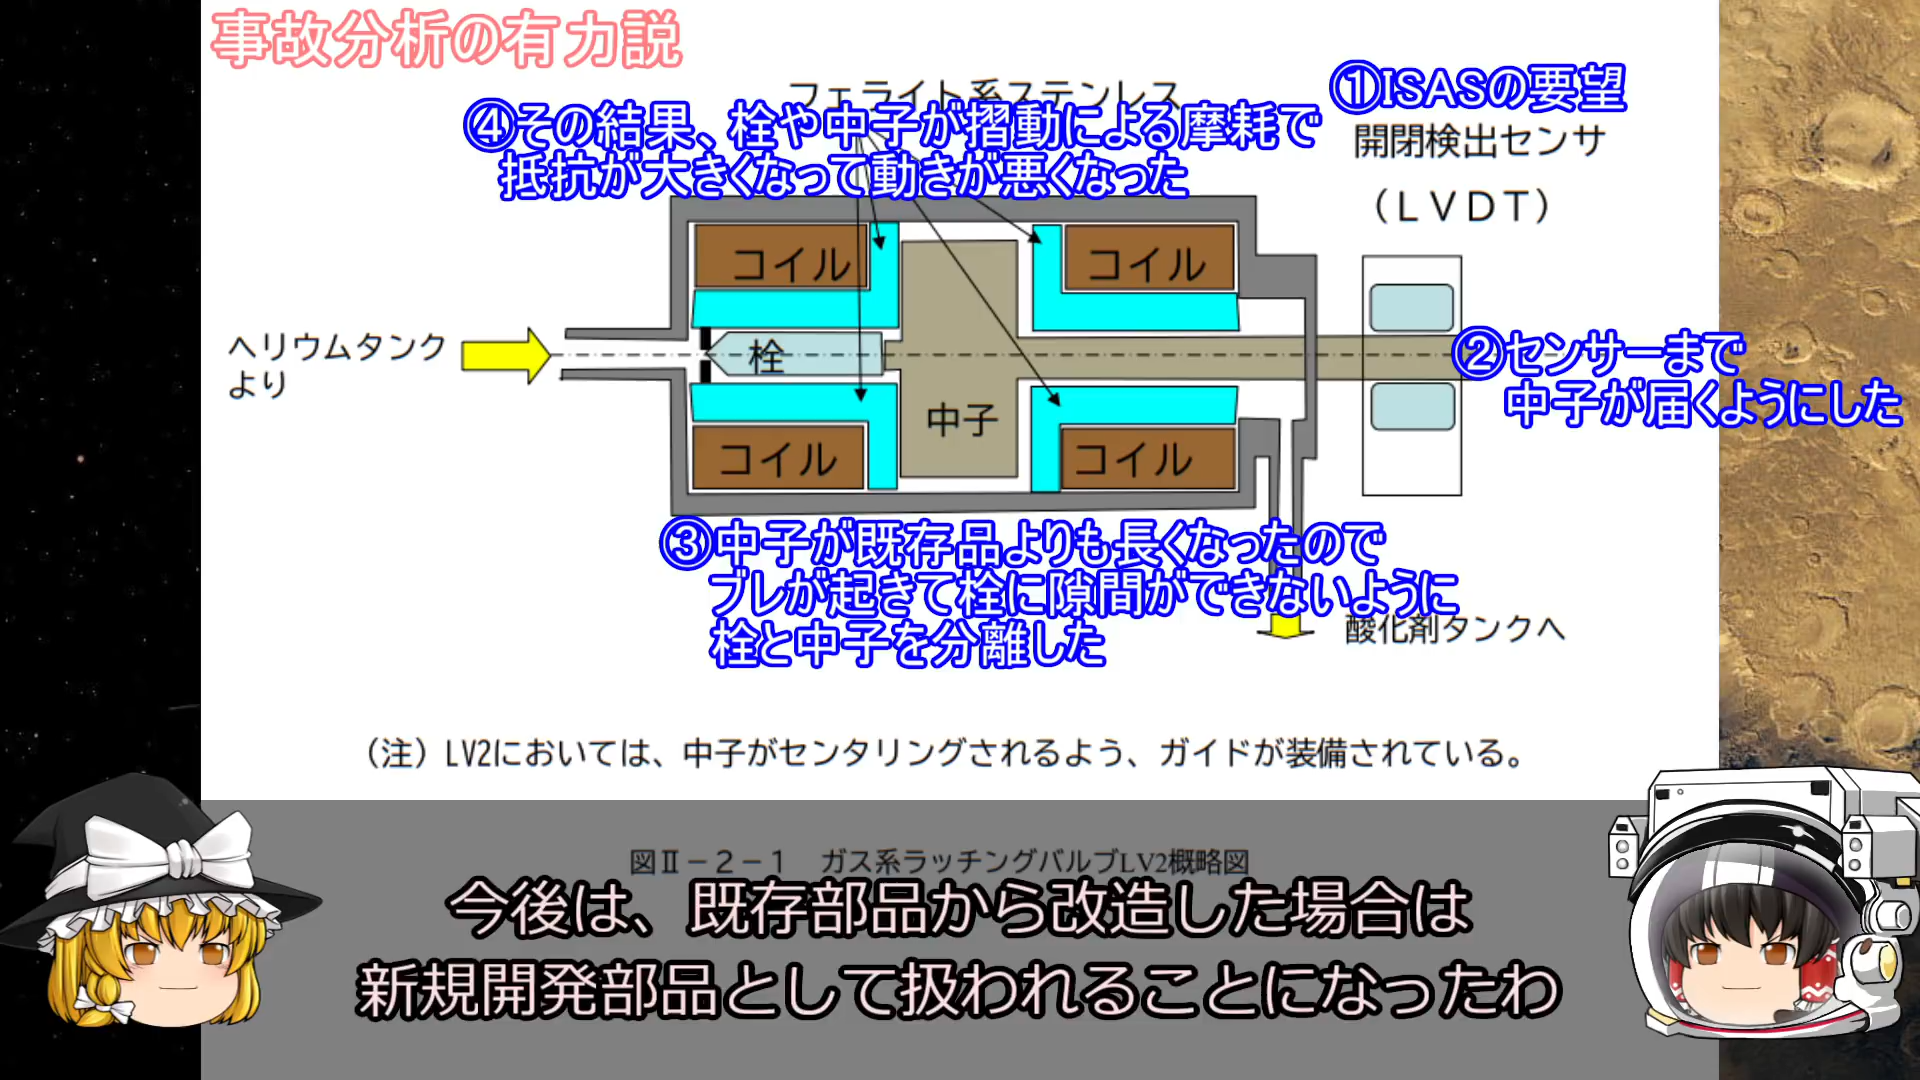 事故分析の有力説
フェライト系ステンレス
①ISASの要望
④その結果、栓や中子が摺動による摩耗で
抵抗が大きくなって動きが悪くなった
開閉検出センサ
（ＬＶＤＴ）
コイル
コイル
ヘリウムタンク
より
栓
②センサーまで
中子が届くようにした
中子
コイル
コイル
③中子が既存品よりも長くなったので
ブレが起きて栓に隙間ができないように
栓と中子を分離した
酸化剤タンクへ
（注）LV2においては、中子がセンタリングされるよう、ガイドが装備されている。
図Ⅱ－２－１　ガス系ラッチングバルブLV2概略図
今後は、既存部品から改造した場合は
新規開発部品として扱われることになったわ